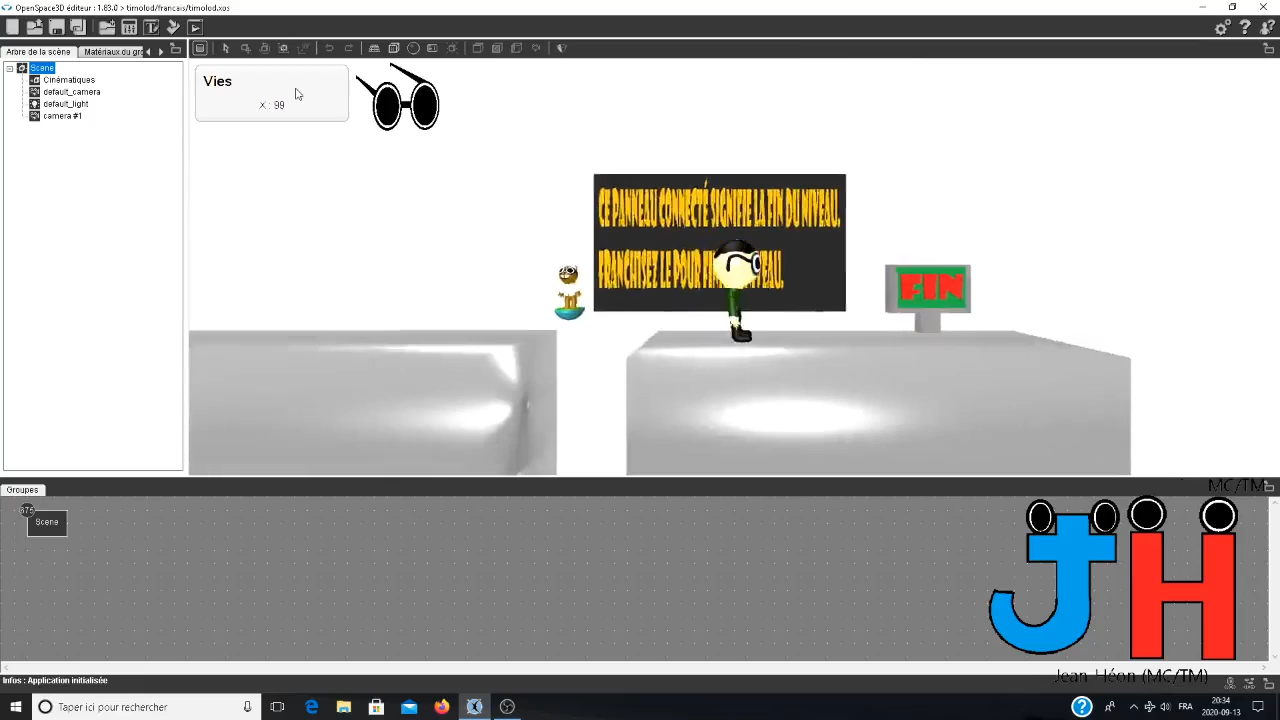 OpenSpace3D éditeur : 1.83.0 > timolod/francais/timolod.xos
Arbre de la scène
Matériaux du gr
Scene
Cinématiques
default_camera
default_light
camera #1
Vies
X : 99
CE PANNEAU CONNECTÉ SIGNIFIE LA FIN DU NIVEAU.
FRANCHISEZ LE POUR
FIN
Groupes
MC/TM
675
Scene
JH
Jean-Héon (MC/TM)
Infos : Application initialisée
Taper ici pour rechercher
FRA
20:34
2020-09-13